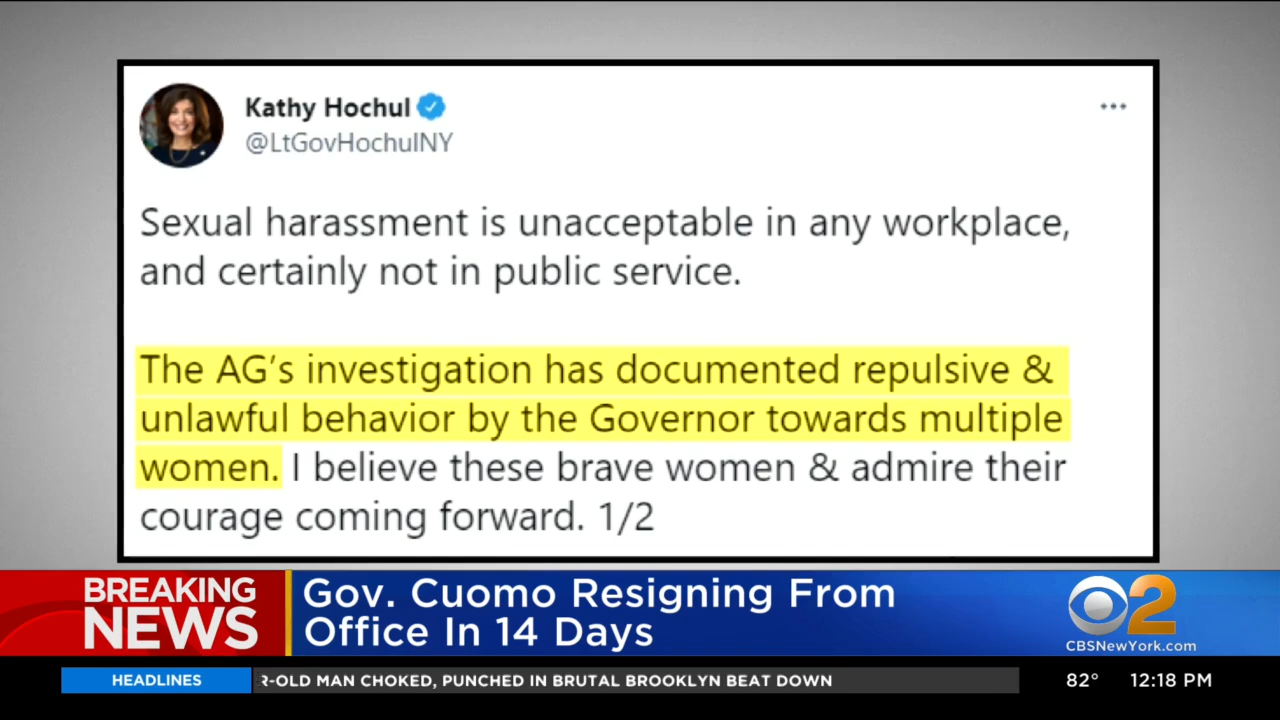 Kathy Hochul
@LtGovHochulNY
Sexual harassment is unacceptable in any workplace,
and certainly not in public service.
The AG's investigation has documented repulsive &
unlawful behavior by the Governor towards multiple
women. I believe these brave women & admire their
courage coming forward. 1/2
BREAKING
NEWS
Gov. Cuomo Resigning From
Office In 14 Days
2
CBSNewYork.com
HEADLINES
R-OLD MAN CHOKED, PUNCHED IN BRUTAL BROOKLYN BEAT DOWN
82° 12:18 PM